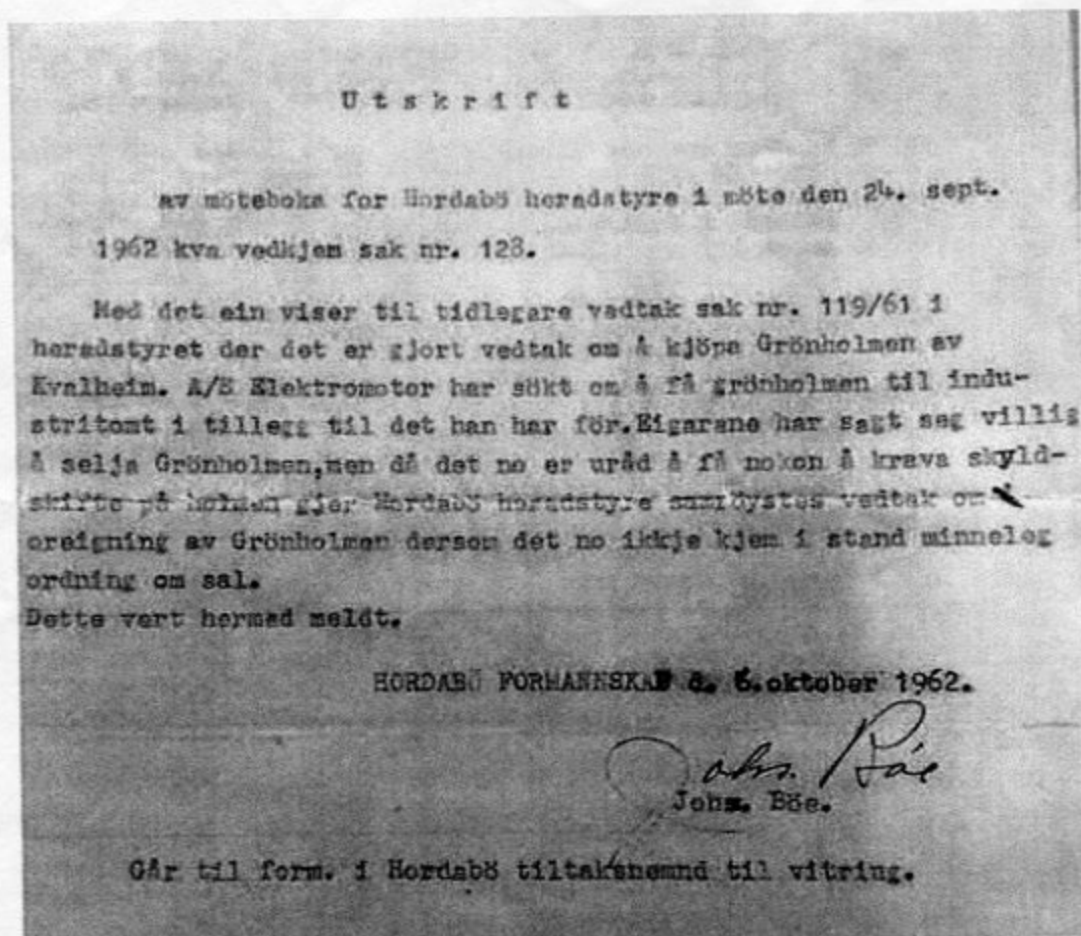 U t s k r i f t
av möteboka for Hordabö heradstyre i möte den 24. sept.
1962 kva vedkjem sak nr. 128.
Med det ein viser til tidlegare vedtak sak nr. 119/61 i
heradstyret der det er gjort vedtak om å kjöpa Grönholmen av
Kvalheim. A/S Elektromotor har sökt om å få grönholmen til indu-
stritomt i tillegg til det han har för.Eigarane har sagt seg villig
å selja Grönholmen,men då det no er uråd å få nokon å krava skyld-
skifte på holmen gjer Hordabö heradstyre samröystes vedtak om
oreigning av Grönholmen dersom det no ikkje kjem i stand minneleg
ordning om sal.
Dette vert hermed meldt.
HORDABÖ FORMANNSKAP d. 6.oktober 1962.
Johs. Böe
Johs. Böe.
Går til form. i Hordabö tiltaksnemnd til vitring.